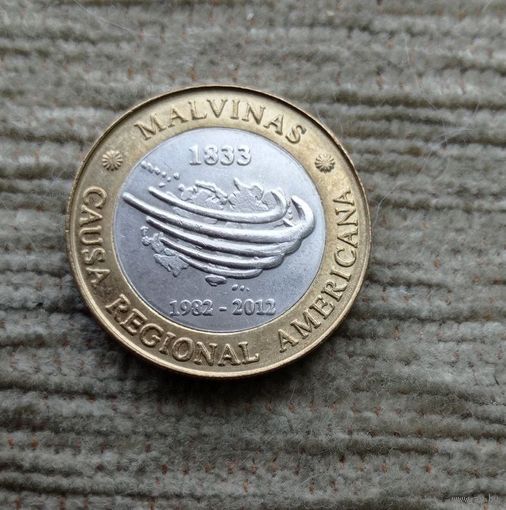 MALVINAS
1833
1982 - 2012
CAUSA REGIONAL AMERICANA